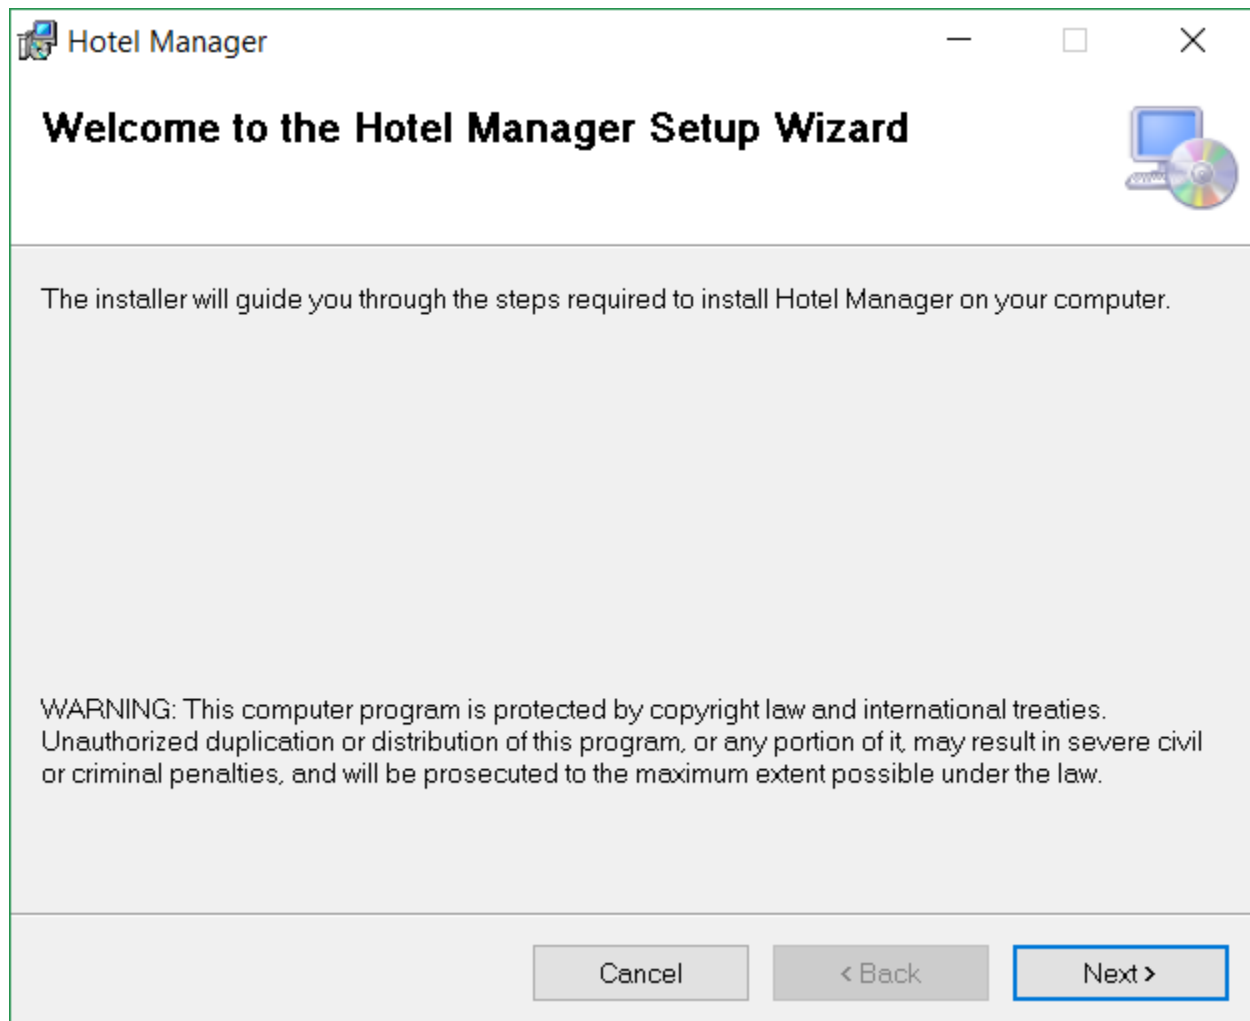 Hotel Manager
Welcome to the Hotel Manager Setup Wizard
The installer will guide you through the steps required to install Hotel Manager on your computer.
WARNING: This computer program is protected by copyright law and international treaties.
Unauthorized duplication or distribution of this program, or any portion of it, may result in severe civil
or criminal penalties, and will be prosecuted to the maximum extent possible under the law.
Cancel
< Back
Next >